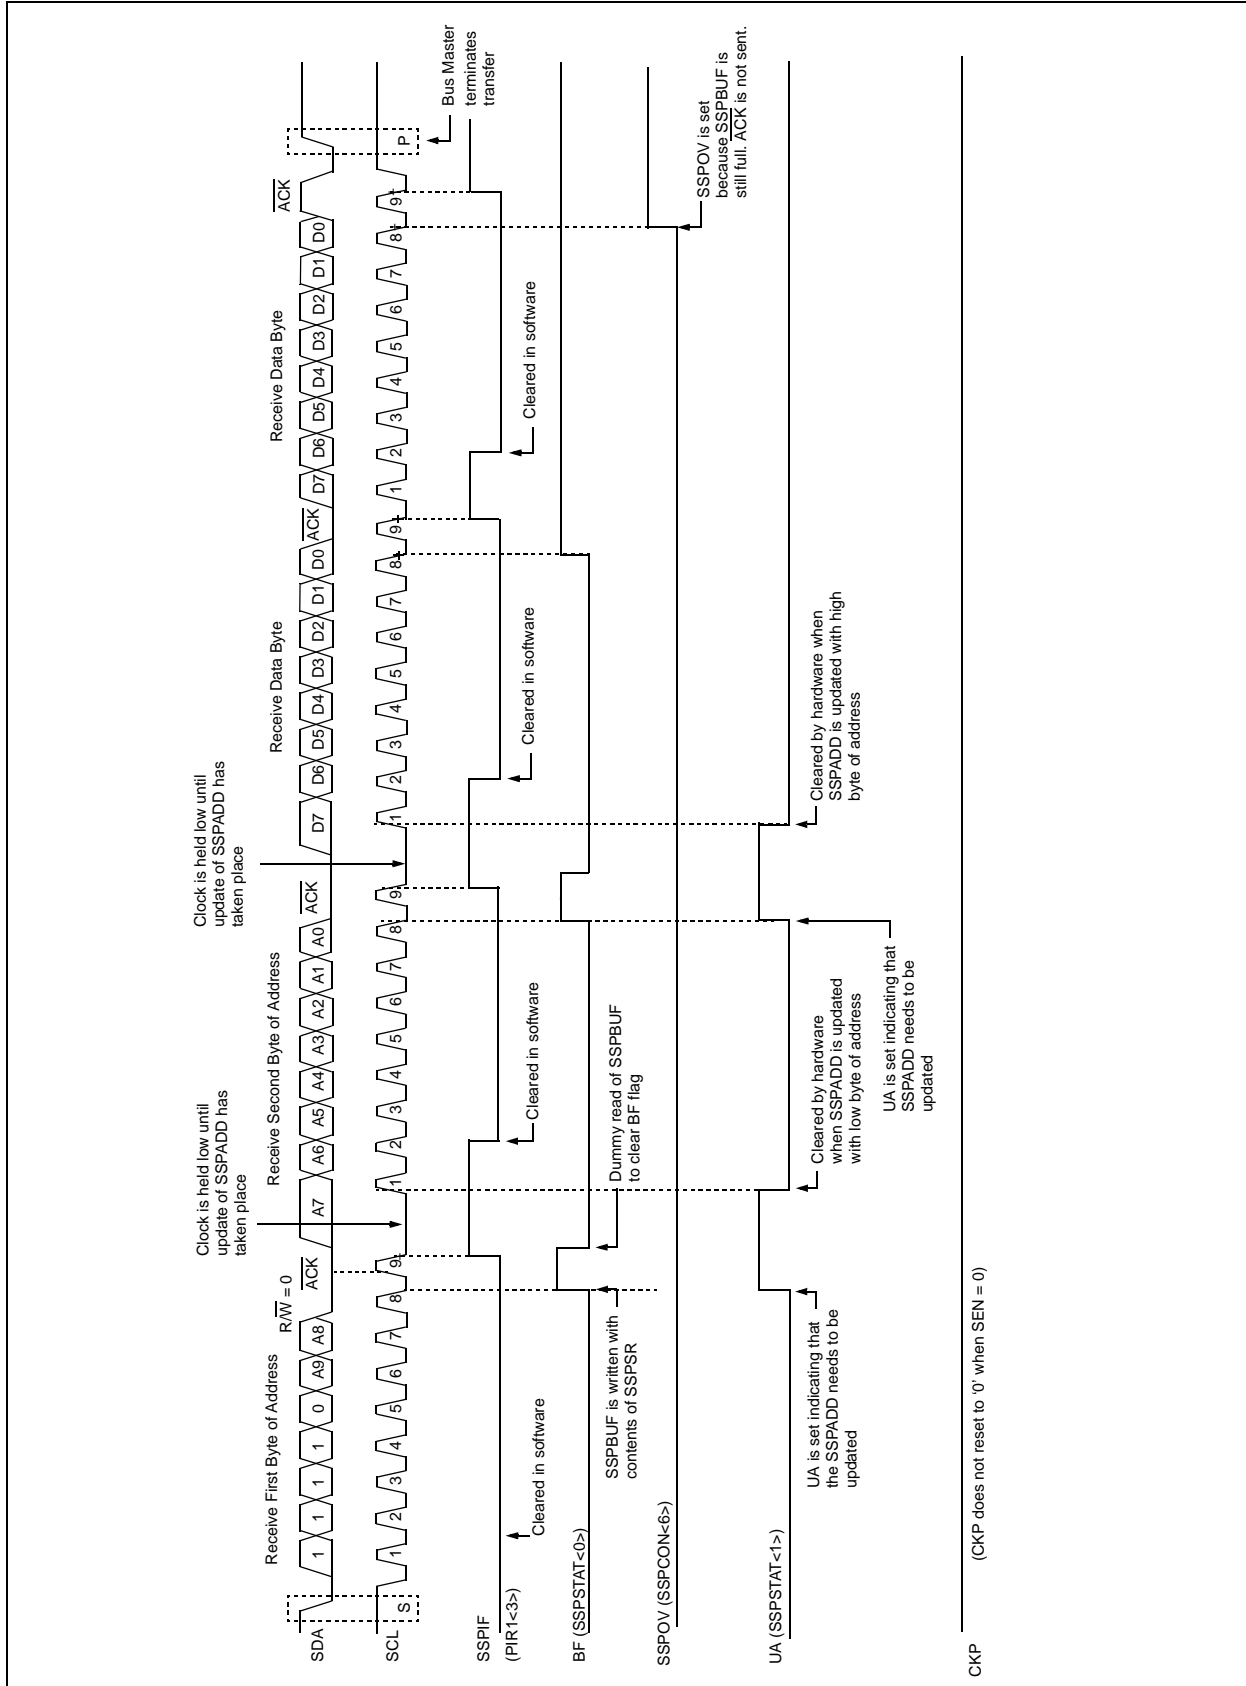 Receive First Byte of Address
R/W = 0
Clock is held low until
update of SSPADD has
taken place
Receive Second Byte of Address
Clock is held low until
update of SSPADD has
taken place
Receive Data Byte
Receive Data Byte
ACK
SDA
1 1 1 1 0 A9 A8 ACK
A7 A6 A5 A4 A3 A2 A1 A0 ACK
D7 D6 D5 D4 D3 D2 D1 D0 ACK
D7 D6 D5 D4 D3 D2 D1 D0
SCL
S 1 2 3 4 5 6 7 8 9
1 2 3 4 5 6 7 8 9
1 2 3 4 5 6 7 8 9
1 2 3 4 5 6 7 8 9 P
Bus Master
terminates
transfer
SSPIF
(PIR1<3>)
Cleared in software
Cleared in software
Cleared in software
Cleared in software
BF (SSPSTAT<0>)
SSPBUF is written with
contents of SSPSR
Dummy read of SSPBUF
to clear BF flag
SSPOV (SSPCON<6>)
SSPOV is set
because SSPBUF is
still full. ACK is not sent.
UA (SSPSTAT<1>)
UA is set indicating that
the SSPADD needs to be
updated
Cleared by hardware
when SSPADD is updated
with low byte of address
UA is set indicating that
SSPADD needs to be
updated
Cleared by hardware when
SSPADD is updated with high
byte of address
CKP
(CKP does not reset to ‘0’ when SEN = 0)